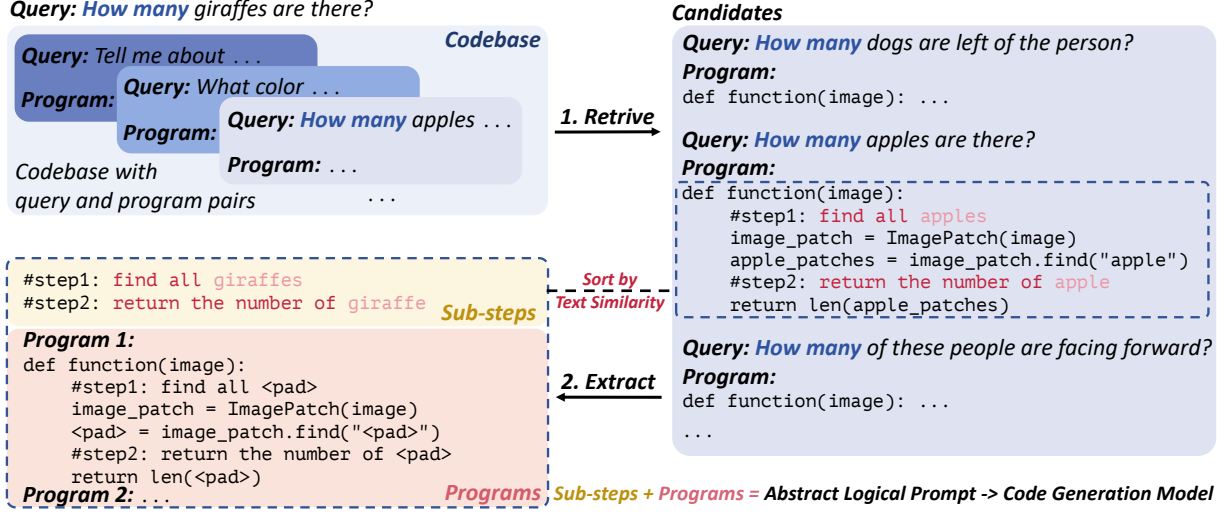 Query: How many giraffes are there?
Codebase
Query: Tell me about ...
Program:
Query: What color ...
Program:
Query: How many apples ...
Program: ...
Codebase with
query and program pairs
...
1. Retrive
Candidates
Query: How many dogs are left of the person?
Program:
def function(image): ...
Query: How many apples are there?
Program:
def function(image):
#step1: find all apples
image_patch = ImagePatch(image)
apple_patches = image_patch.find("apple")
#step2: return the number of apple
return len(apple_patches)
Query: How many of these people are facing forward?
Program:
def function(image): ...
...
Sort by
Text Similarity
2. Extract
#step1: find all giraffes
#step2: return the number of giraffe
Sub-steps
Program 1:
def function(image):
#step1: find all <pad>
image_patch = ImagePatch(image)
<pad> = image_patch.find("<pad>")
#step2: return the number of <pad>
return len(<pad>)
Program 2: ...
Programs
Sub-steps + Programs = Abstract Logical Prompt -> Code Generation Model